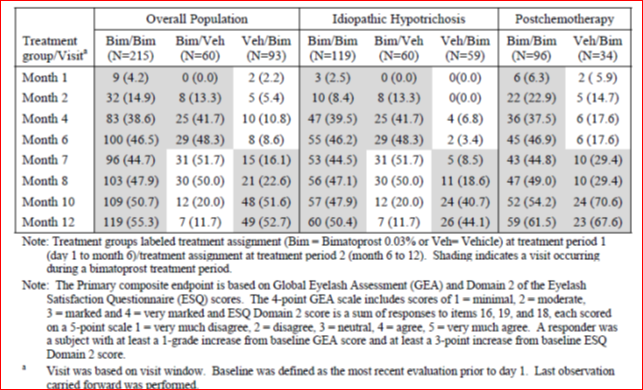 Overall Population Idiopathic Hypotrichosis Postchemotherapy
Treatment Bim/Bim Bim/Veh Veh/Bim Bim/Bim Bim/Veh Veh/Bim Bim/Bim Veh/Bim
group/Visitᵃ (N=215) (N=60) (N=93) (N=119) (N=60) (N=59) (N=96) (N=34)
Month 1 9 (4.2) 0 (0.0) 2 (2.2) 3 (2.5) 0 (0.0) 0(0.0) 6 (6.3) 2 ( 5.9)
Month 2 32 (14.9) 8 (13.3) 5 (5.4) 10 (8.4) 8 (13.3) 0(0.0) 22 (22.9) 5 (14.7)
Month 4 83 (38.6) 25 (41.7) 10 (10.8) 47 (39.5) 25 (41.7) 4 (6.8) 36 (37.5) 6 (17.6)
Month 6 100 (46.5) 29 (48.3) 8 (8.6) 55 (46.2) 29 (48.3) 2 (3.4) 45 (46.9) 6 (17.6)
Month 7 96 (44.7) 31 (51.7) 15 (16.1) 53 (44.5) 31 (51.7) 5 (8.5) 43 (44.8) 10 (29.4)
Month 8 103 (47.9) 30 (50.0) 21 (22.6) 56 (47.1) 30 (50.0) 11 (18.6) 47 (49.0) 10 (29.4)
Month 10 109 (50.7) 12 (20.0) 48 (51.6) 57 (47.9) 12 (20.0) 24 (40.7) 52 (54.2) 24 (70.6)
Month 12 119 (55.3) 7 (11.7) 49 (52.7) 60 (50.4) 7 (11.7) 26 (44.1) 59 (61.5) 23 (67.6)
Note: Treatment groups labeled treatment assignment (Bim = Bimatoprost 0.03% or Veh= Vehicle) at treatment period 1
(day 1 to month 6)/treatment assignment at treatment period 2 (month 6 to 12). Shading indicates a visit occurring
during a bimatoprost treatment period.
Note: The Primary composite endpoint is based on Global Eyelash Assessment (GEA) and Domain 2 of the Eyelash
Satisfaction Questionnaire (ESQ) scores. The 4-point GEA scale includes scores of 1 = minimal, 2 = moderate,
3 = marked and 4 = very marked and ESQ Domain 2 score is a sum of responses to items 16, 19, and 18, each scored
on a 5-point scale 1 = very much disagree, 2 = disagree, 3 = neutral, 4 = agree, 5 = very much agree. A responder was
a subject with at least a 1-grade increase from baseline GEA score and at least a 3-point increase from baseline ESQ
Domain 2 score.
ᵃ Visit was based on visit window. Baseline was defined as the most recent evaluation prior to day 1. Last observation
carried forward was performed.